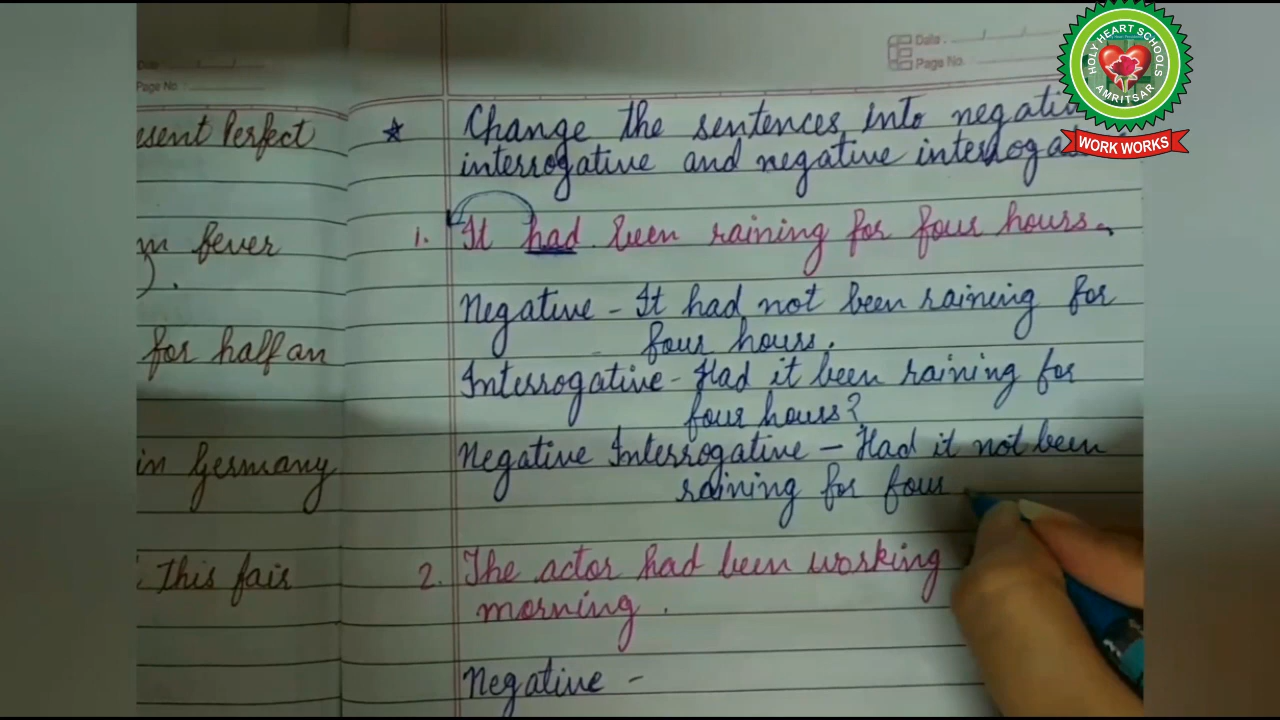 Date
Page No.
esent Perfect
fever
) .
for half an
in Germany
this fair
Date
Page No.
Change the sentences into negati
interrogative and negative interroga
1. It had been raining for four hours.
Negative - It had not been raining for
four hours.
Interrogative - Had it been raining for
four hours?
Negative Interrogative - Had it not been
raining for four
2. The actor had been working
morning.
Negative -
HOLY HEART SCHOOLS
AMRITSAR
WORK WORKS